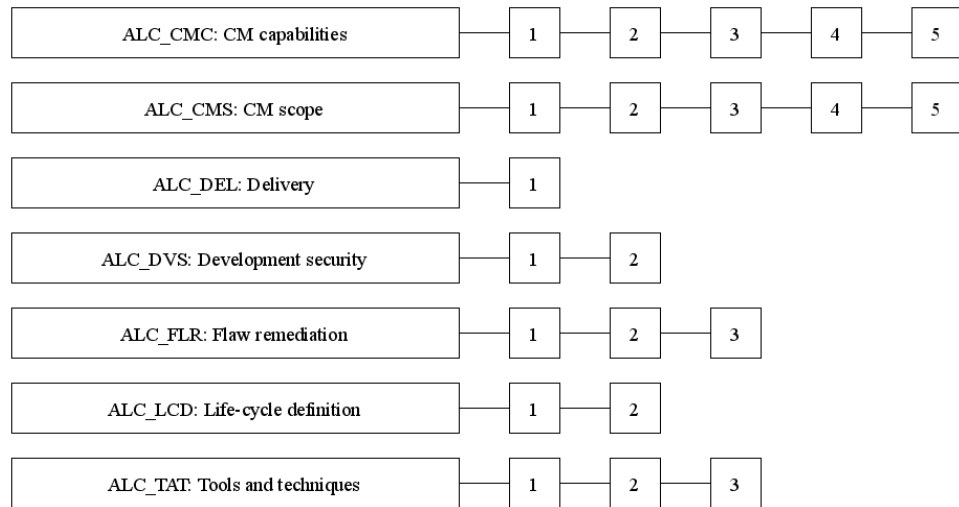 ALC_CMC: CM capabilities 1 2 3 4 5
ALC_CMS: CM scope 1 2 3 4 5
ALC_DEL: Delivery 1
ALC_DVS: Development security 1 2
ALC_FLR: Flaw remediation 1 2 3
ALC_LCD: Life-cycle definition 1 2
ALC_TAT: Tools and techniques 1 2 3